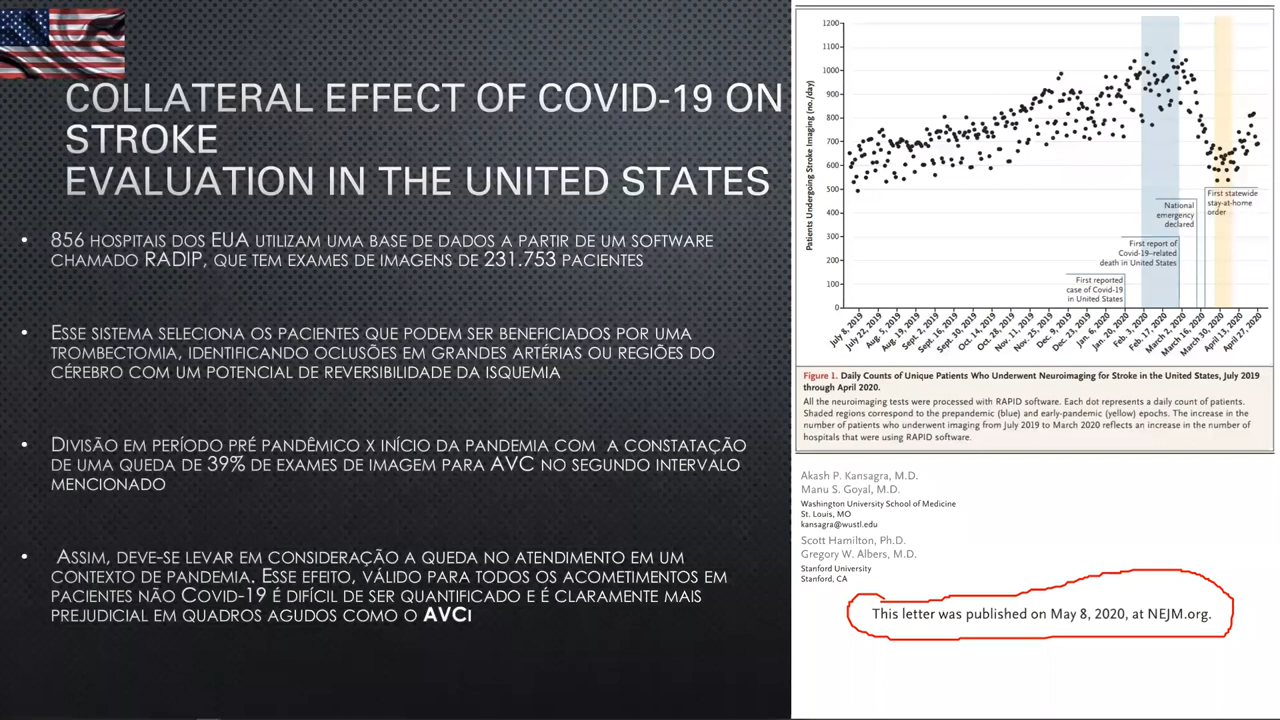 COLLATERAL EFFECT OF COVID-19 ON
STROKE
EVALUATION IN THE UNITED STATES
• 856 HOSPITAIS DOS EUA UTILIZAM UMA BASE DE DADOS A PARTIR DE UM SOFTWARE
CHAMADO RADIP, QUE TEM EXAMES DE IMAGENS DE 231.753 PACIENTES
• ESSE SISTEMA SELECIONA OS PACIENTES QUE PODEM SER BENEFICIADOS POR UMA
TROMBECTOMIA, IDENTIFICANDO OCLUSÕES EM GRANDES ARTÉRIAS OU REGIÕES DO
CÉREBRO COM UM POTENCIAL DE REVERSIBILIDADE DA ISQUEMIA
• DIVISÃO EM PERÍODO PRÉ PANDÊMICO X INÍCIO DA PANDEMIA COM A CONSTATAÇÃO
DE UMA QUEDA DE 39% DE EXAMES DE IMAGEM PARA AVC NO SEGUNDO INTERVALO
MENCIONADO
• ASSIM, DEVE-SE LEVAR EM CONSIDERAÇÃO A QUEDA NO ATENDIMENTO EM UM
CONTEXTO DE PANDEMIA. ESSE EFEITO, VÁLIDO PARA TODOS OS ACOMETIMENTOS EM
PACIENTES NÃO COVID-19 É DIFÍCIL DE SER QUANTIFICADO E É CLARAMENTE MAIS
PREJUDICIAL EM QUADROS AGUDOS COMO O AVCI
Patients Undergoing Stroke Imaging (no./day)
1200
1100
1000
900
800
700
600
500
400
300
200
100
0
First statewide
stay-at-home
order
National
emergency
declared
First report of
Covid-19–related
death in United States
First reported
case of Covid-19
in United States
July 8, 2019
July 22, 2019
Aug. 5, 2019
Aug. 19, 2019
Sept. 2, 2019
Sept. 16, 2019
Sept. 30, 2019
Oct. 14, 2019
Oct. 28, 2019
Nov. 11, 2019
Nov. 25, 2019
Dec. 9, 2019
Dec. 23, 2019
Jan. 6, 2020
Jan. 20, 2020
Feb. 3, 2020
Feb. 17, 2020
March 2, 2020
March 16, 2020
March 30, 2020
April 13, 2020
April 27, 2020
Figure 1. Daily Counts of Unique Patients Who Underwent Neuroimaging for Stroke in the United States, July 2019
through April 2020.
All the neuroimaging tests were processed with RAPID software. Each dot represents a daily count of patients.
Shaded regions correspond to the prepandemic (blue) and early-pandemic (yellow) epochs. The increase in the
number of patients who underwent imaging from July 2019 to March 2020 reflects an increase in the number of
hospitals that were using RAPID software.
Akash P. Kansagra, M.D.
Manu S. Goyal, M.D.
Washington University School of Medicine
St. Louis, MO
kansagra@wustl.edu
Scott Hamilton, Ph.D.
Gregory W. Albers, M.D.
Stanford University
Stanford, CA
This letter was published on May 8, 2020, at NEJM.org.